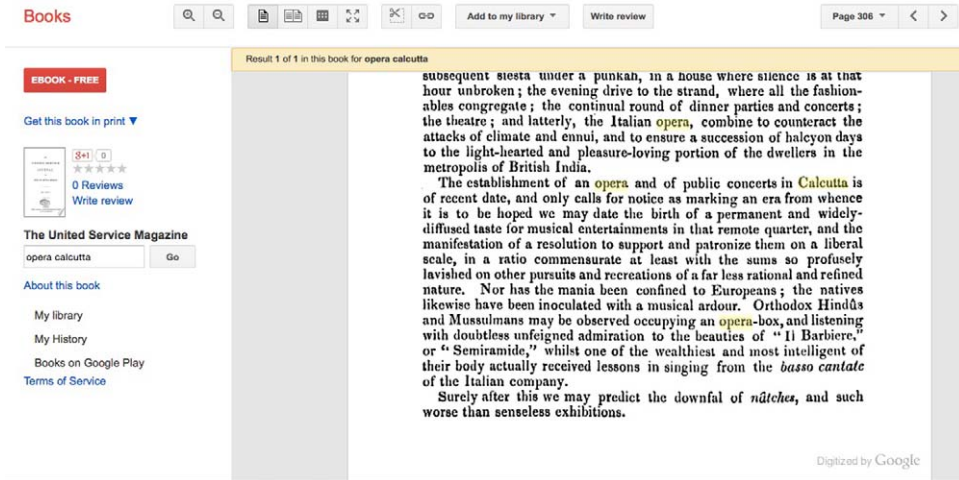 Books
Add to my library
Write review
Page 306
Result 1 of 1 in this book for opera calcutta
EBOOK - FREE
Get this book in print ▼
8+1 0
0 Reviews
Write review
The United Service Magazine
opera calcutta Go
About this book
My library
My History
Books on Google Play
Terms of Service
subsequent siesta under a punkah, in a house where silence is at that
hour unbroken; the evening drive to the strand, where all the fashion-
ables congregate; the continual round of dinner parties and concerts;
the theatre; and latterly, the Italian opera, combine to counteract the
attacks of climate and ennui, and to ensure a succession of halcyon days
to the light-hearted and pleasure-loving portion of the dwellers in the
metropolis of British India.
The establishment of an opera and of public concerts in Calcutta is
of recent date, and only calls for notice as marking an era from whence
it is to be hoped we may date the birth of a permanent and widely-
diffused taste for musical entertainments in that remote quarter, and the
manifestation of a resolution to support and patronize them on a liberal
scale, in a ratio commensurate at least with the sums so profusely
lavished on other pursuits and recreations of a far less rational and refined
nature. Nor has the mania been confined to Europeans; the natives
likewise have been inoculated with a musical ardour. Orthodox Hindûs
and Mussulmans may be observed occupying an opera-box, and listening
with doubtless unfeigned admiration to the beauties of "Il Barbiere,"
or "Semiramide," whilst one of the wealthiest and most intelligent of
their body actually received lessons in singing from the basso cantate
of the Italian company.
Surely after this we may predict the downfal of nâtches, and such
worse than senseless exhibitions.
Digitized by Google